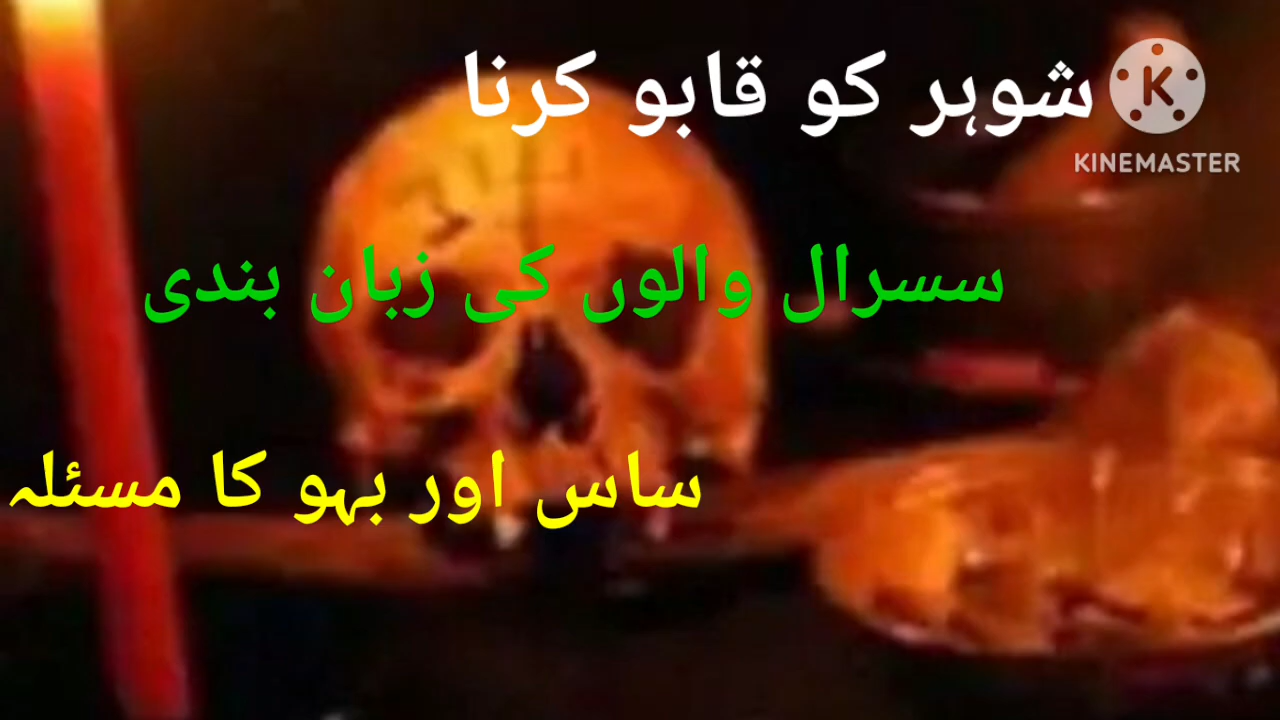 شوہر کو قابو کرنا
KINEMASTER
سسرال والوں کی زبان بندی
ساس اور بہو کا مسئلہ